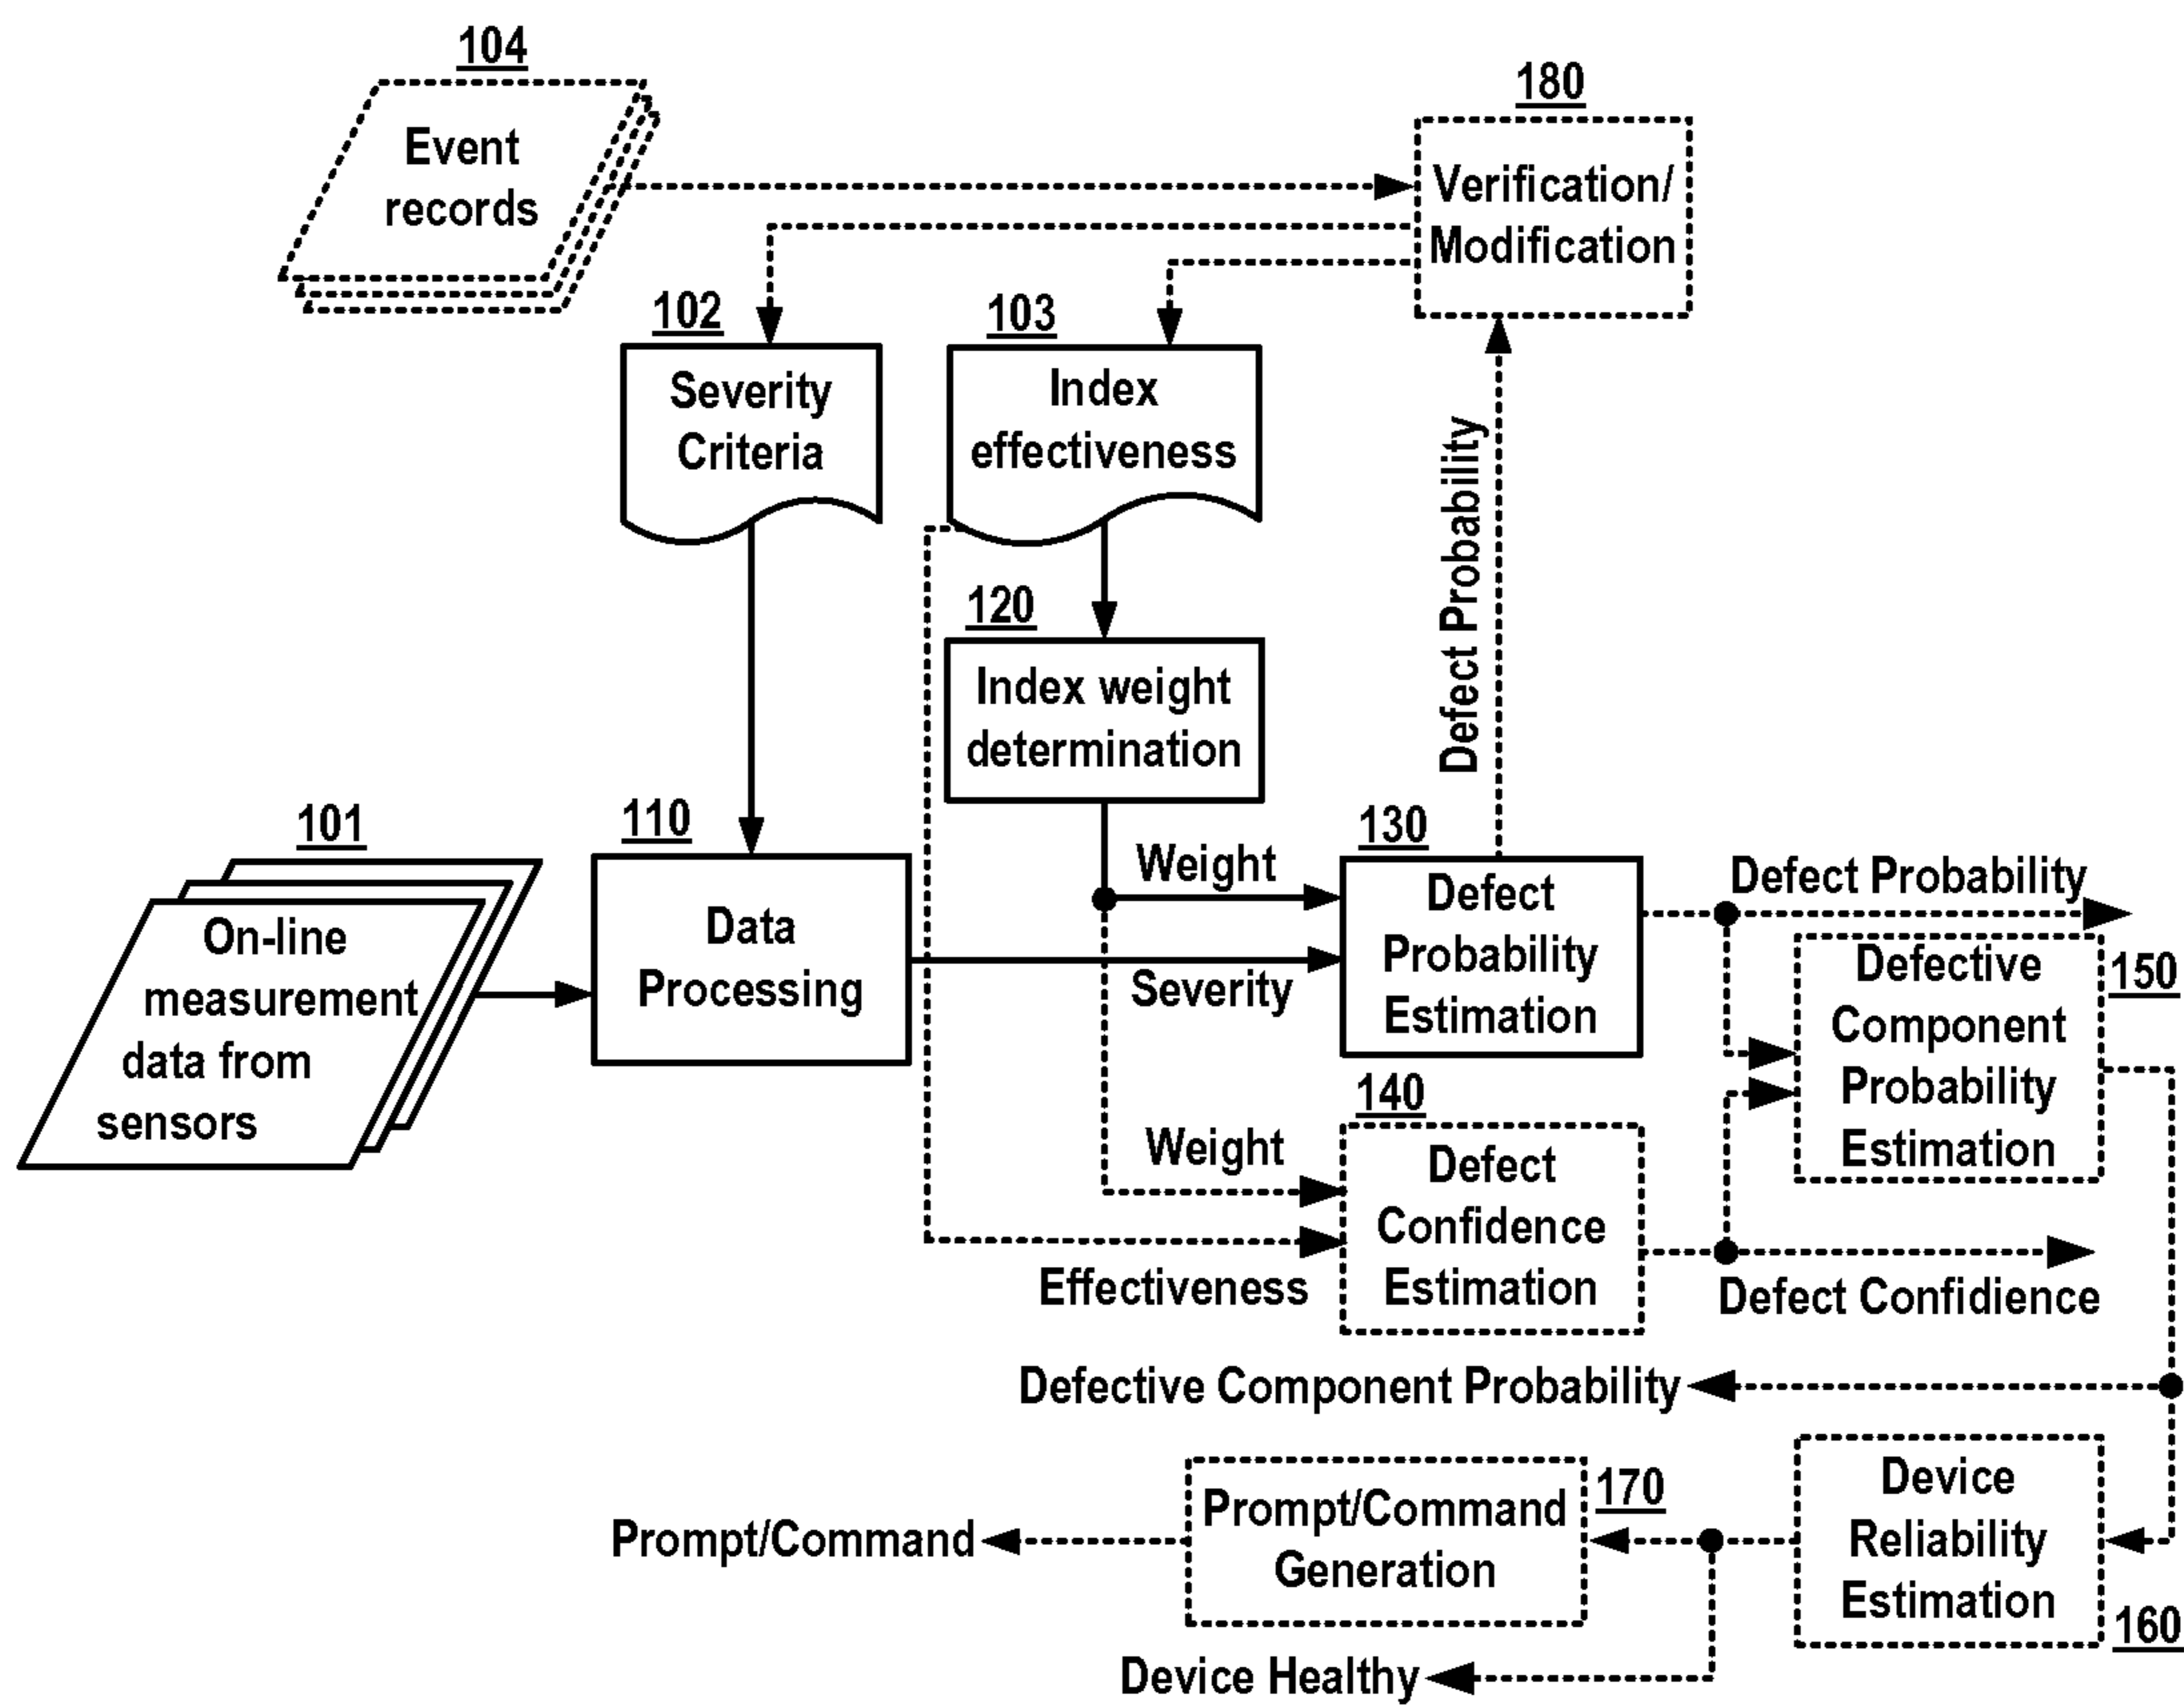 104
Event
records
180
Verification/
Modification
102
Severity
Criteria
103
Index
effectiveness
Defect Probability
120
Index weight
determination
101
On-line
measurement
data from
sensors
110
Data
Processing
Weight
Severity
130
Defect
Probability
Estimation
Defect Probability
150
Defective
Component
Probability
Estimation
140
Weight
Effectiveness
Defect
Confidence
Estimation
Defect Confidience
Defective Component Probability
170
Prompt/Command
Generation
Prompt/Command
Device
Reliability
Estimation
160
Device Healthy